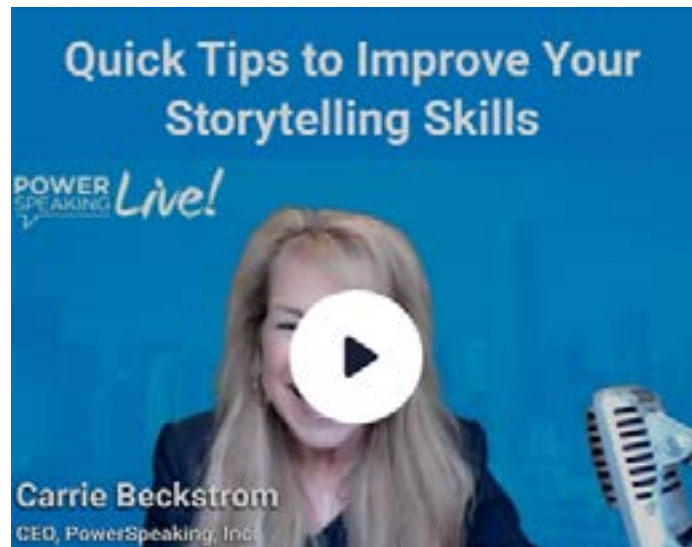 Quick Tips to Improve Your
Storytelling Skills
POWER
SPEAKING Live!
Carrie Beckstrom
CEO, PowerSpeaking, Inc.